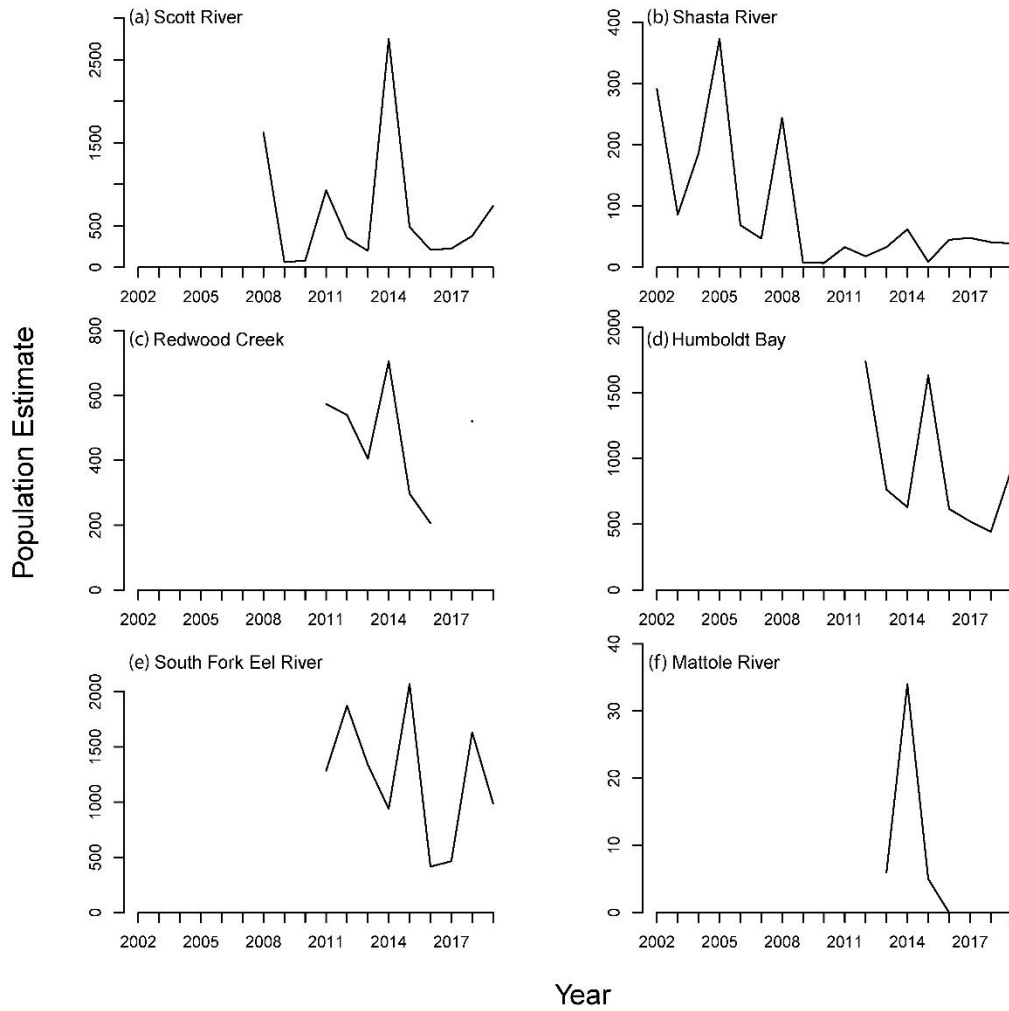 (a) Scott River
2500
1500
500
0
2002 2005 2008 2011 2014 2017
(b) Shasta River
400
300
200
100
0
2002 2005 2008 2011 2014 2017
(c) Redwood Creek
800
600
400
200
0
2002 2005 2008 2011 2014 2017
(d) Humboldt Bay
2000
1500
1000
500
0
2002 2005 2008 2011 2014 2017
(e) South Fork Eel River
2000
1500
1000
500
0
2002 2005 2008 2011 2014 2017
(f) Mattole River
40
30
20
10
0
2002 2005 2008 2011 2014 2017
Population Estimate
Year